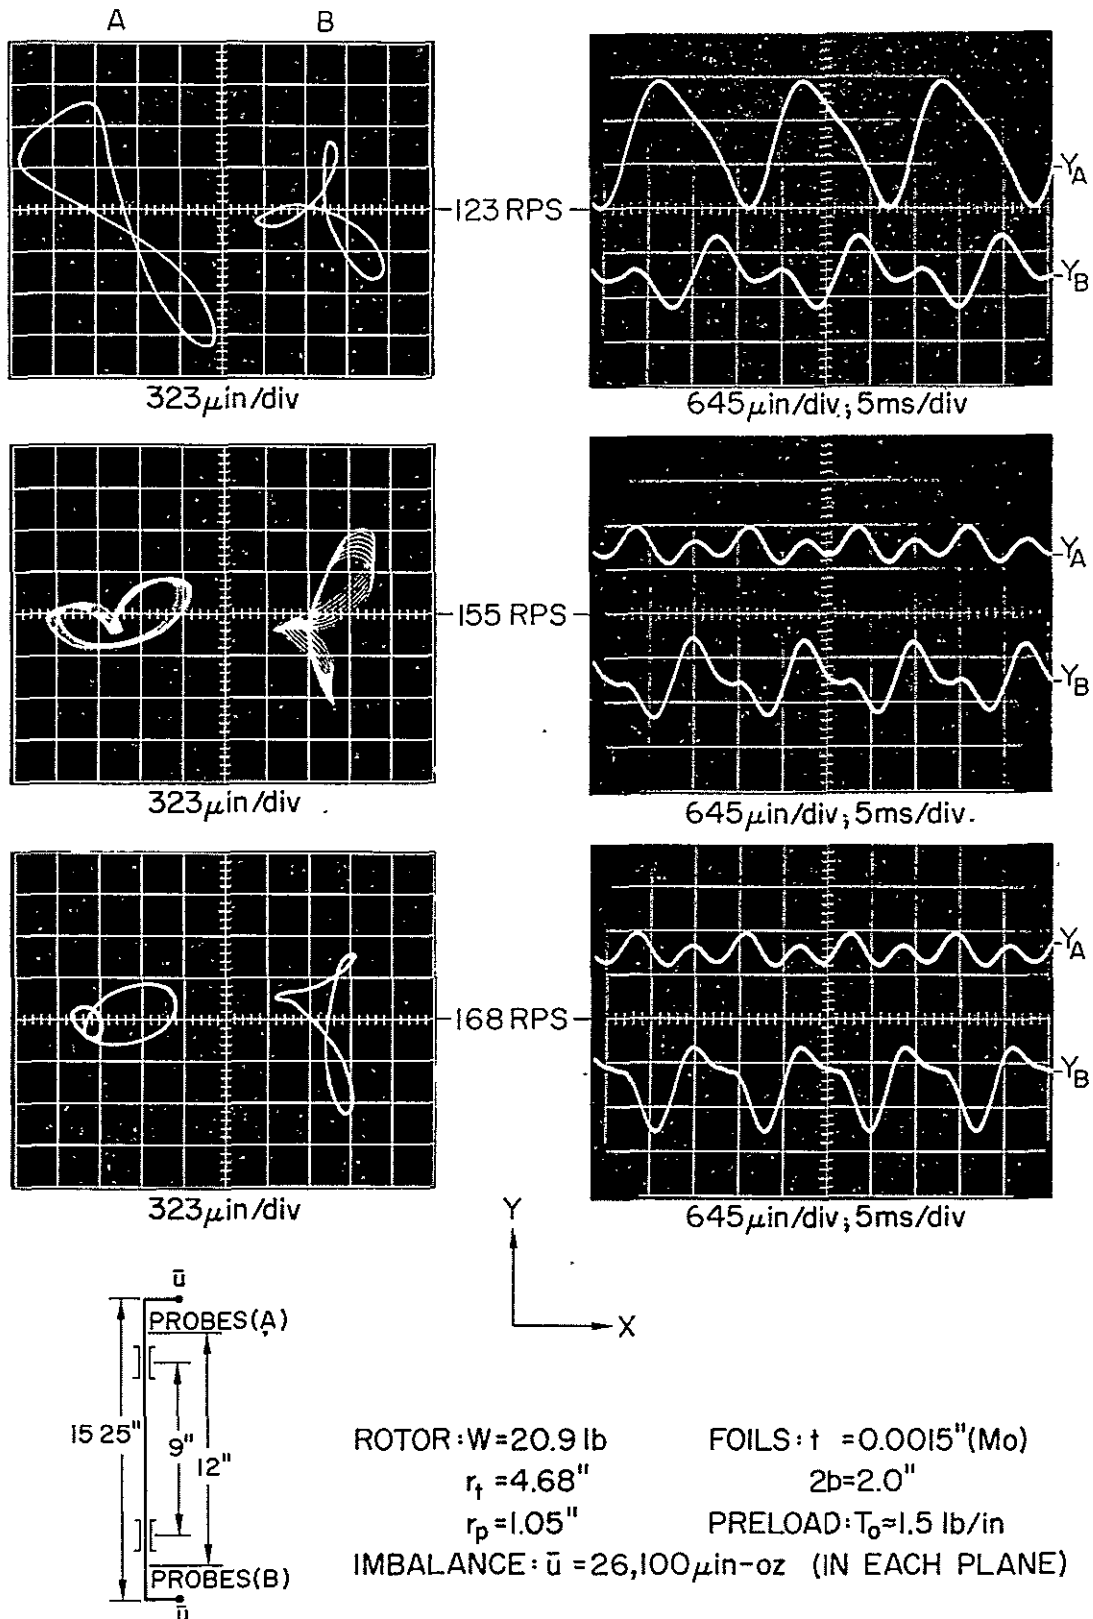 A B
123 RPS
Y_A
Y_B
323μin/div
645μin/div; 5ms/div
155 RPS
Y_A
Y_B
323μin/div
645μin/div; 5ms/div.
168 RPS
Y_A
Y_B
323μin/div
645μin/div; 5ms/div
Y
X
ū
PROBES(A)
15 25"
9"
12"
PROBES(B)
ū
ROTOR: W=20.9 lb
r_t =4.68"
r_p =1.05"
FOILS: t =0.0015"(Mo)
2b=2.0"
PRELOAD: T_o≈1.5 lb/in
IMBALANCE: ū = 26,100μin-oz (IN EACH PLANE)